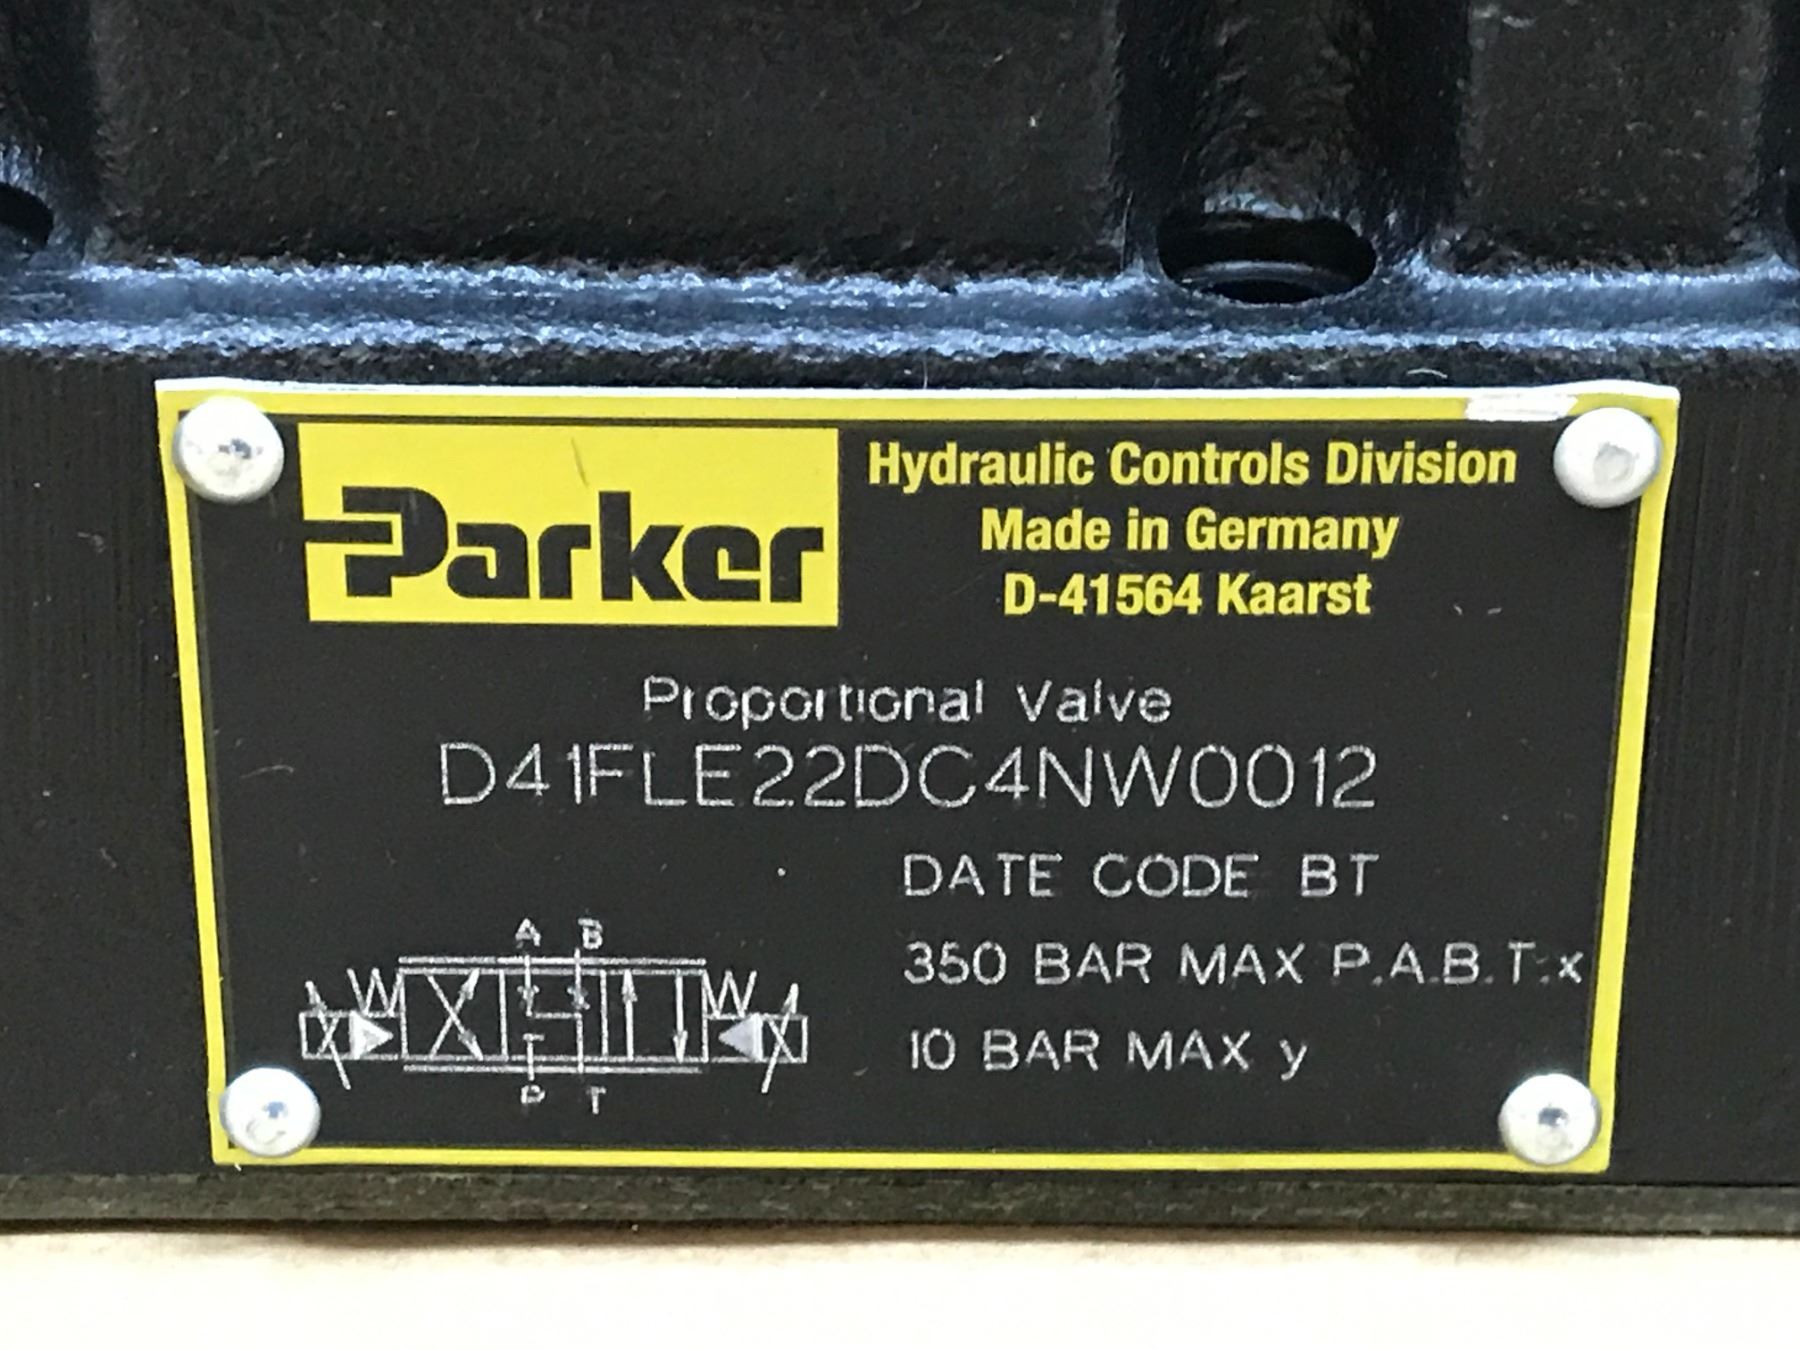 Parker
Hydraulic Controls Division
Made in Germany
D-41564 Kaarst
Proportional Valve
D41FLE22DC4NW0012
DATE CODE BT
350 BAR MAX P.A.B.T.x
10 BAR MAX y
A B
P T